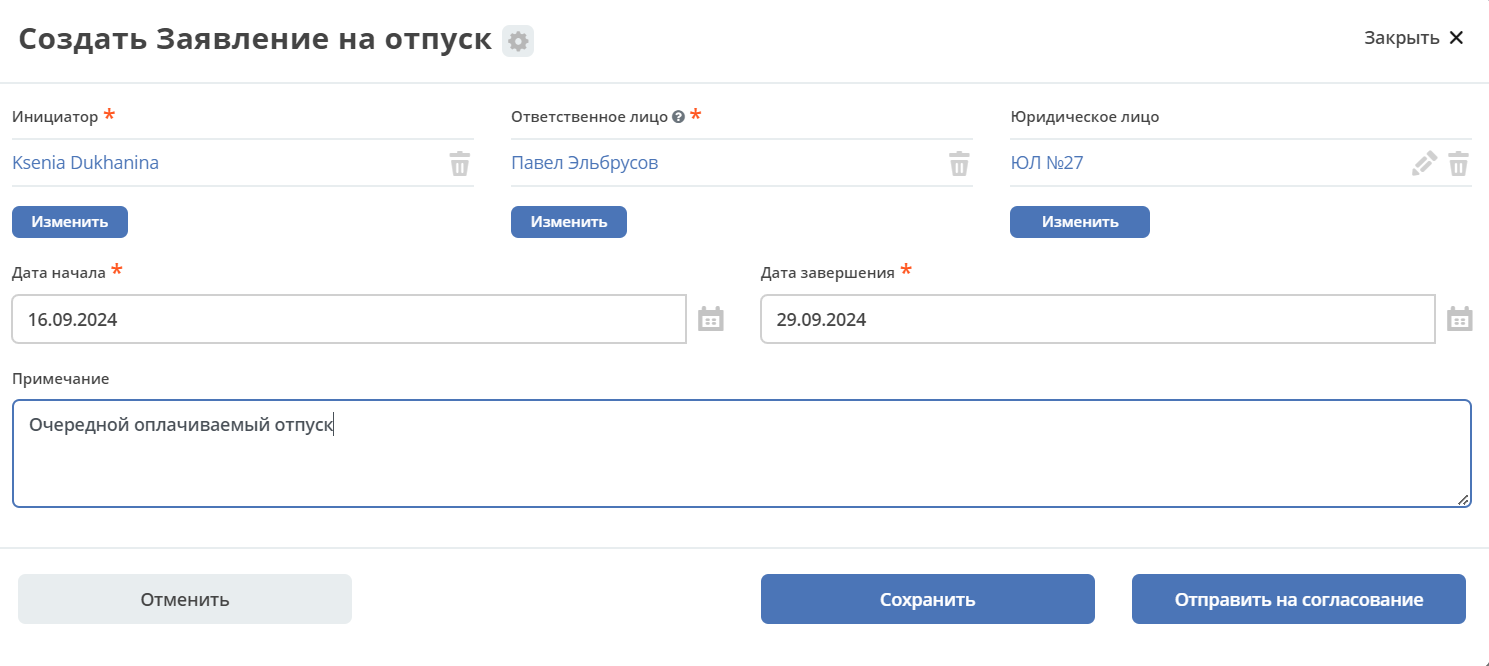 Создать Заявление на отпуск
Закрыть
Инициатор *
Ответственное лицо ? *
Юридическое лицо
Ksenia Dukhanina
Павел Эльбрусов
ЮЛ №27
Изменить
Изменить
Изменить
Дата начала *
Дата завершения *
16.09.2024
29.09.2024
Примечание
Очередной оплачиваемый отпуск
Отменить
Сохранить
Отправить на согласование